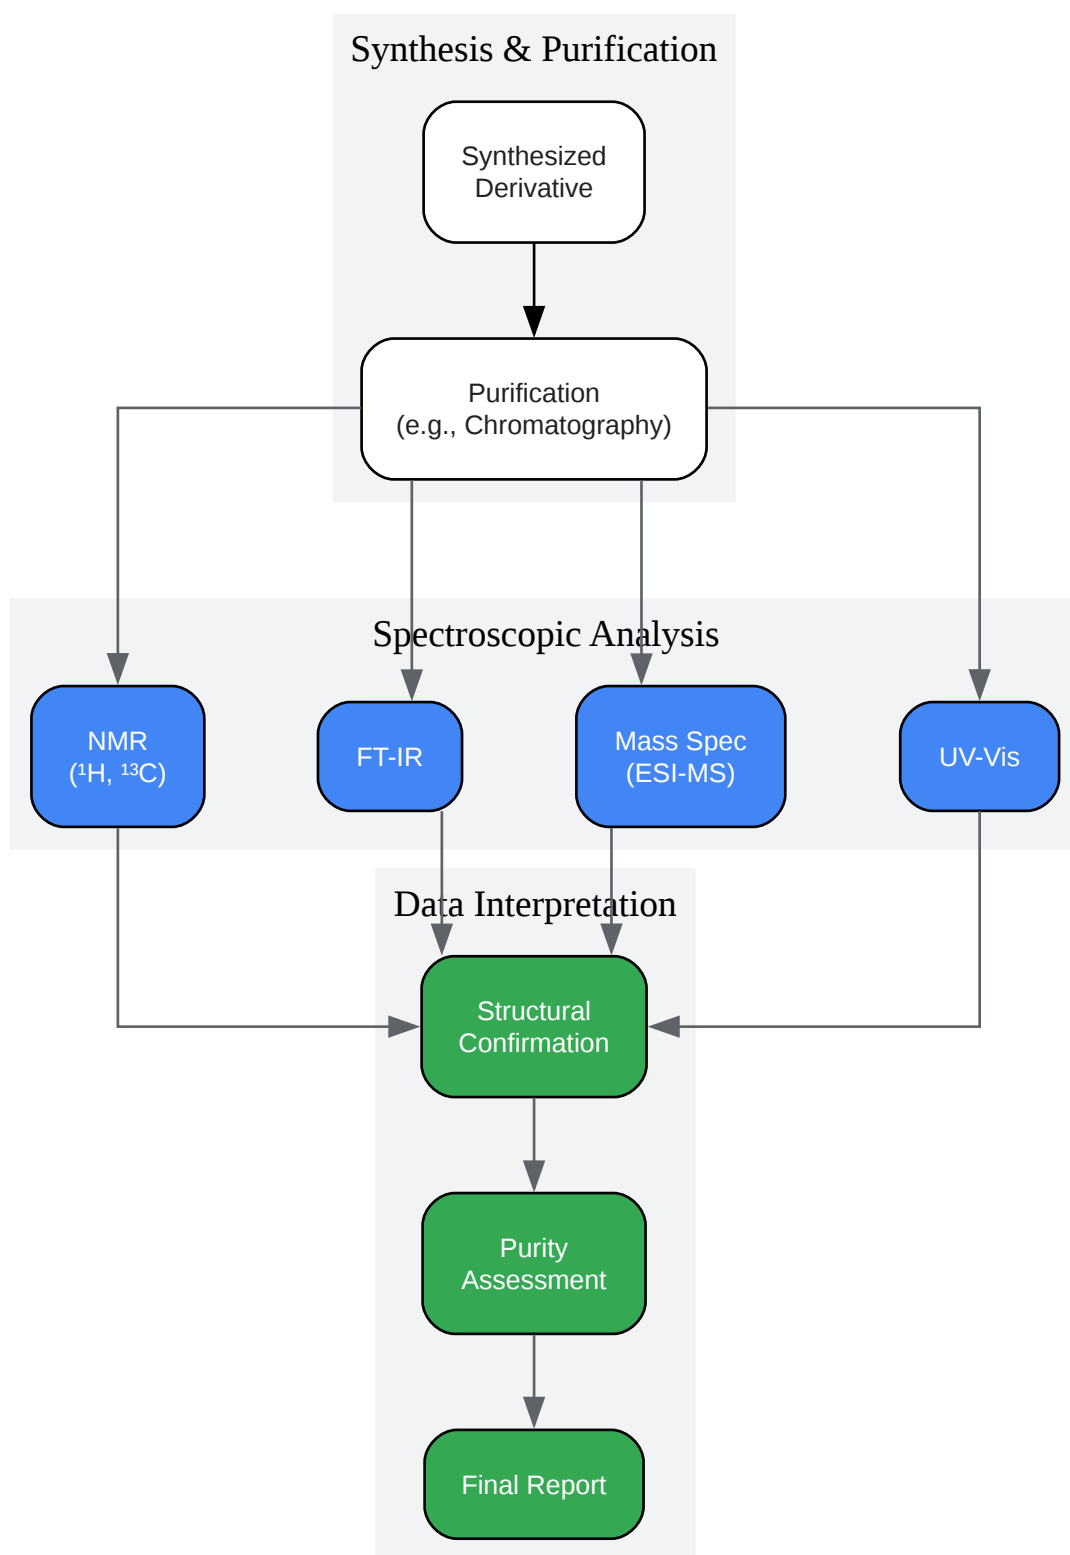 Synthesis & Purification
Synthesized
Derivative
Purification
(e.g., Chromatography)
Spectroscopic Analysis
NMR
(¹H, ¹³C)
FT-IR
Mass Spec
(ESI-MS)
UV-Vis
Data Interpretation
Structural
Confirmation
Purity
Assessment
Final Report